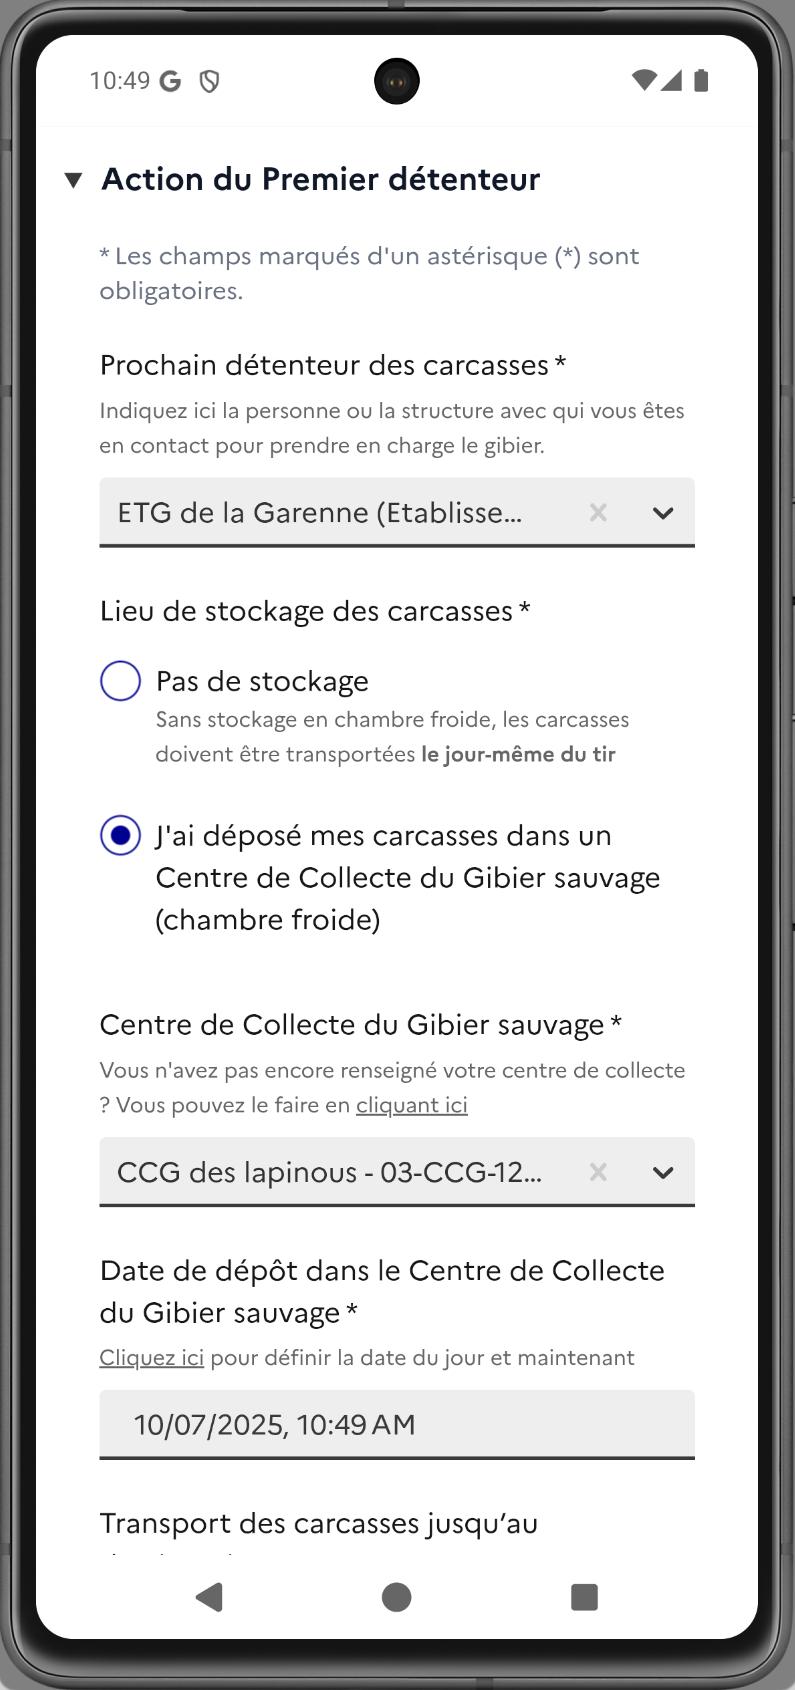 10:49
Action du Premier détenteur
* Les champs marqués d'un astérisque (*) sont
obligatoires.
Prochain détenteur des carcasses *
Indiquez ici la personne ou la structure avec qui vous êtes
en contact pour prendre en charge le gibier.
ETG de la Garenne (Etablisse...
Lieu de stockage des carcasses *
Pas de stockage
Sans stockage en chambre froide, les carcasses
doivent être transportées le jour-même du tir
J'ai déposé mes carcasses dans un
Centre de Collecte du Gibier sauvage
(chambre froide)
Centre de Collecte du Gibier sauvage *
Vous n'avez pas encore renseigné votre centre de collecte
? Vous pouvez le faire en cliquant ici
CCG des lapinous - 03-CCG-12...
Date de dépôt dans le Centre de Collecte
du Gibier sauvage *
Cliquez ici pour définir la date du jour et maintenant
10/07/2025, 10:49 AM
Transport des carcasses jusqu’au